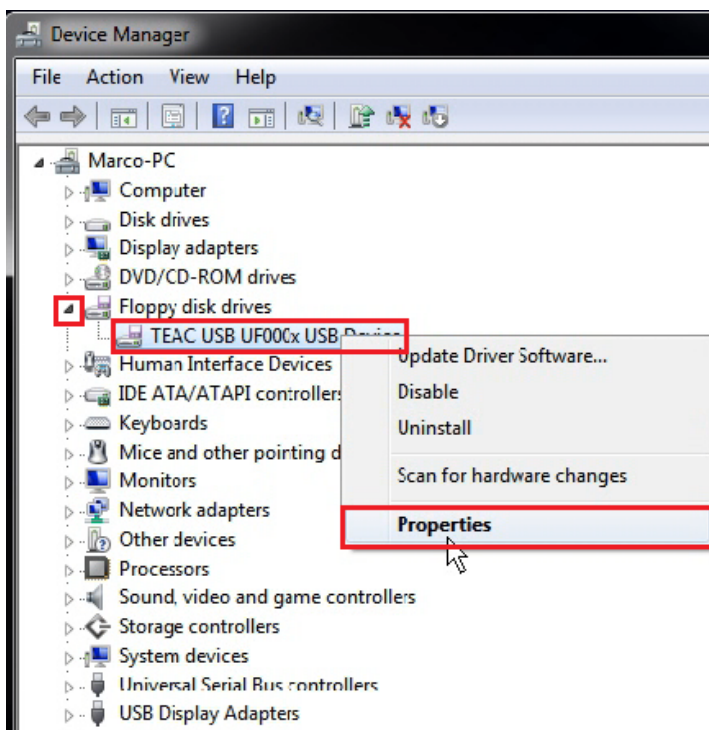 Device Manager
File Action View Help
Marco-PC
Computer
Disk drives
Display adapters
DVD/CD-ROM drives
Floppy disk drives
TEAC USB UF000x USB Device
Update Driver Software...
Human Interface Devices
IDE ATA/ATAPI controllers
Disable
Keyboards
Uninstall
Mice and other pointing d
Monitors
Scan for hardware changes
Network adapters
Properties
Other devices
Processors
Sound, video and game controllers
Storage controllers
System devices
Universal Serial Bus controllers
USB Display Adapters